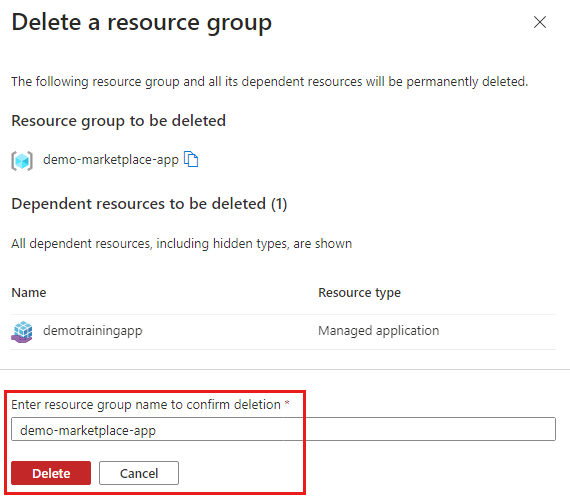 Delete a resource group
The following resource group and all its dependent resources will be permanently deleted.
Resource group to be deleted
demo-marketplace-app
Dependent resources to be deleted (1)
All dependent resources, including hidden types, are shown
Name Resource type
demotrainingapp Managed application
Enter resource group name to confirm deletion *
demo-marketplace-app
Delete Cancel